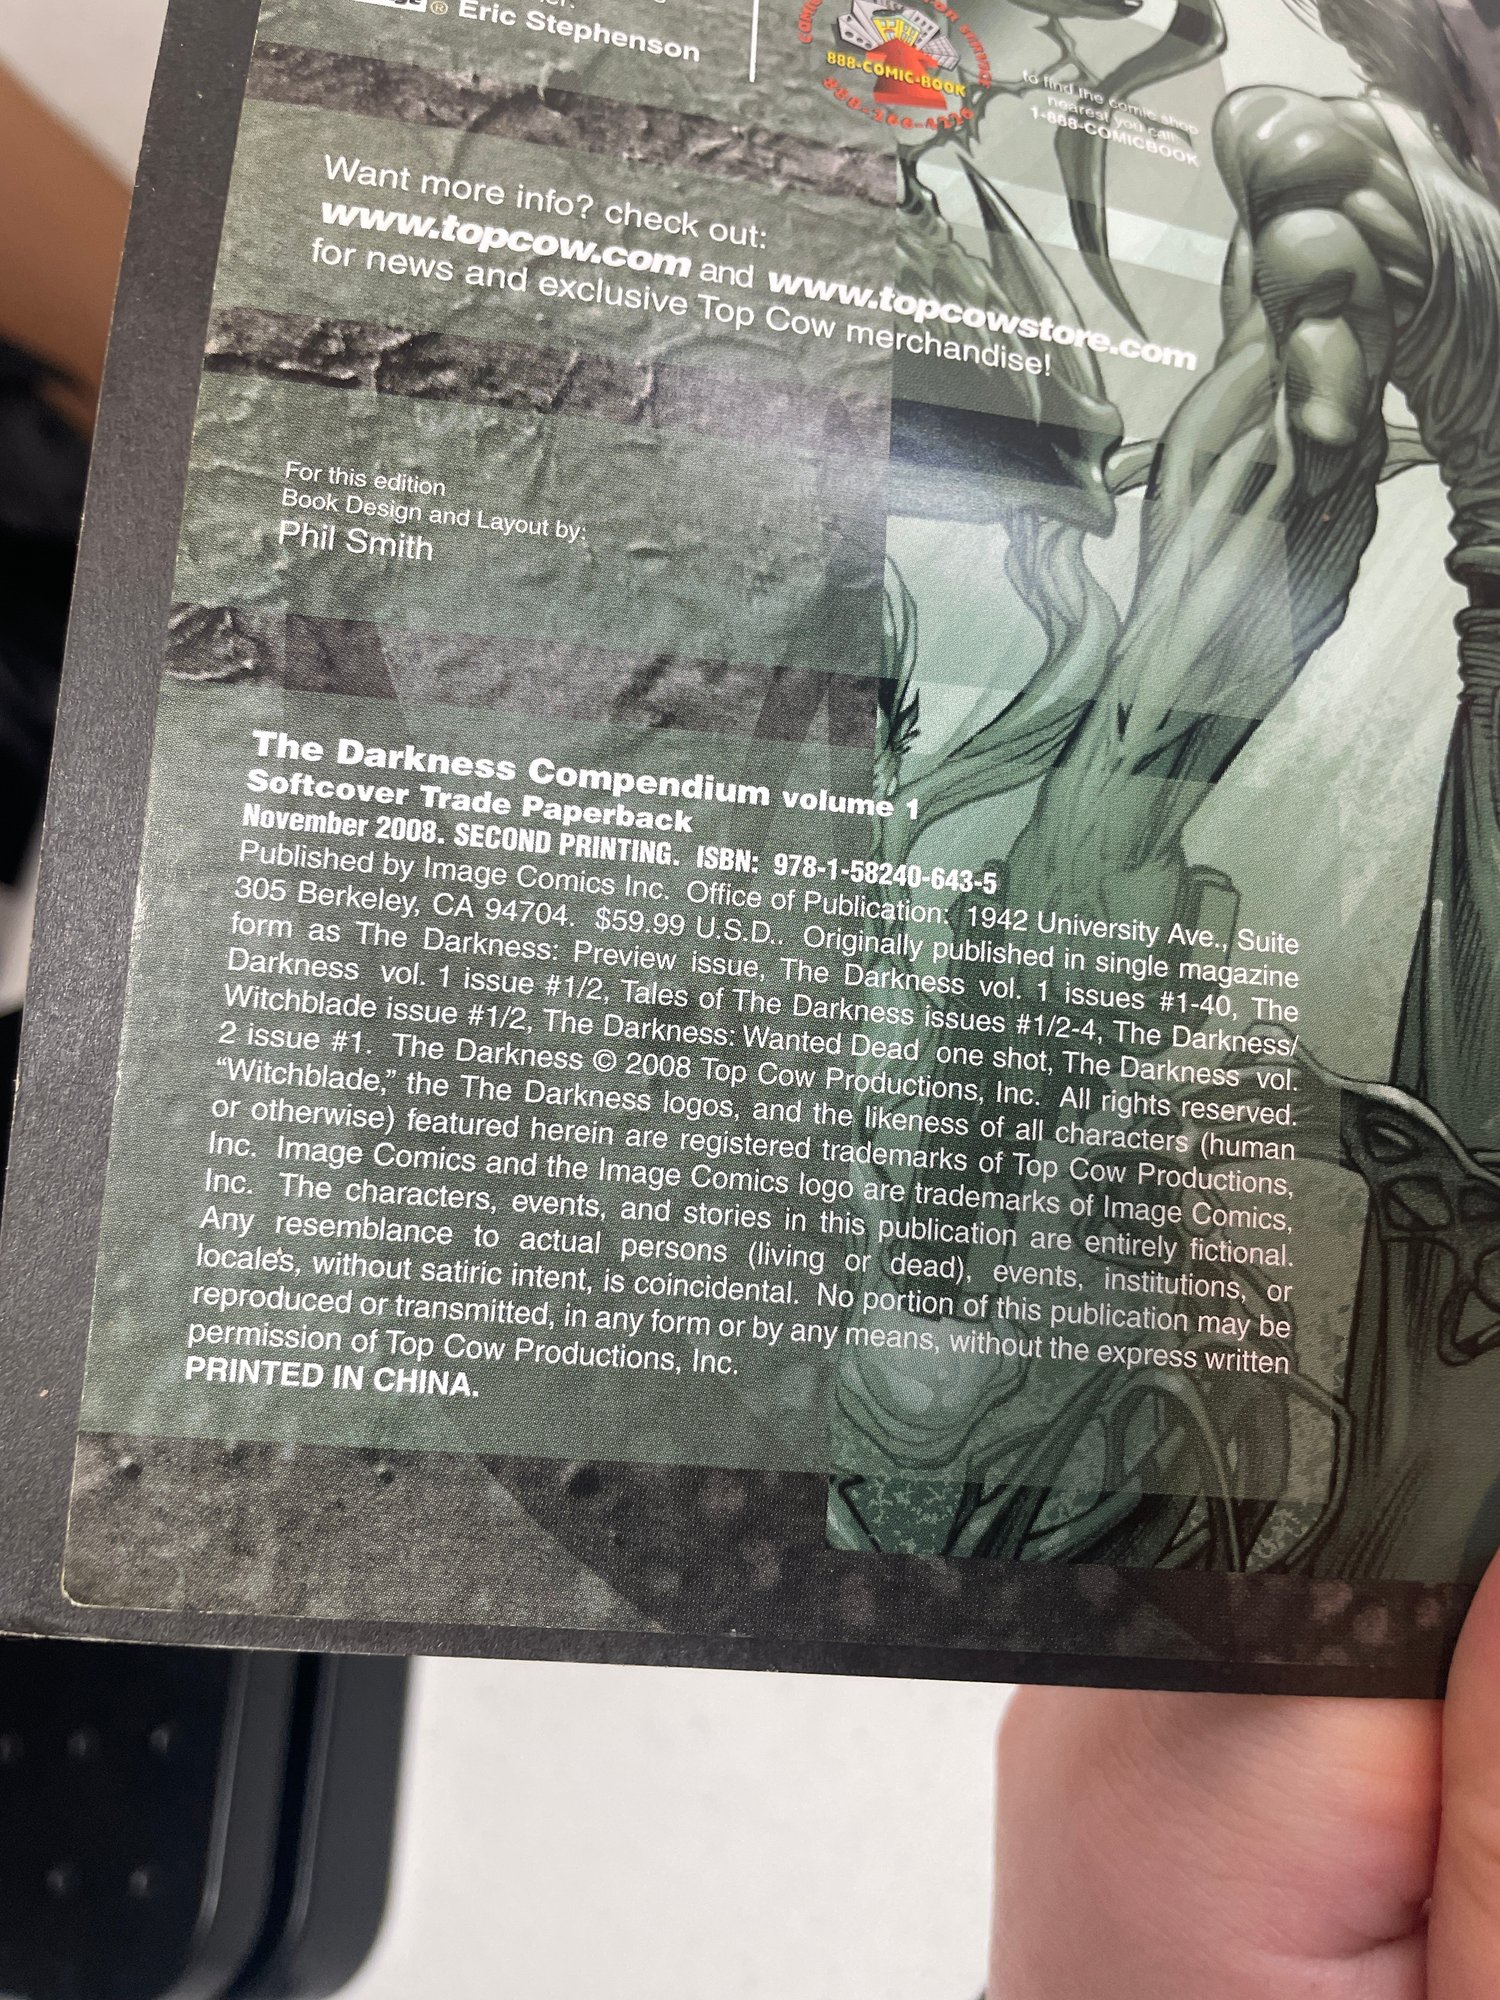 ® Eric Stephenson
888-COMIC-BOOK
to find the comic shop
nearest you call:
1-888-COMICBOOK
Want more info? check out:
www.topcow.com and www.topcowstore.com
for news and exclusive Top Cow merchandise!
For this edition
Book Design and Layout by:
Phil Smith
The Darkness Compendium volume 1
Softcover Trade Paperback
November 2008. SECOND PRINTING. ISBN: 978-1-58240-643-5
Published by Image Comics Inc. Office of Publication: 1942 University Ave., Suite
305 Berkeley, CA 94704. $59.99 U.S.D.. Originally published in single magazine
form as The Darkness: Preview issue, The Darkness vol. 1 issues #1-40, The
Darkness vol. 1 issue #1/2, Tales of The Darkness issues #1/2-4, The Darkness/
Witchblade issue #1/2, The Darkness: Wanted Dead one shot, The Darkness vol.
2 issue #1. The Darkness © 2008 Top Cow Productions, Inc. All rights reserved.
“Witchblade,” the The Darkness logos, and the likeness of all characters (human
or otherwise) featured herein are registered trademarks of Top Cow Productions,
Inc. Image Comics and the Image Comics logo are trademarks of Image Comics,
Inc. The characters, events, and stories in this publication are entirely fictional.
Any resemblance to actual persons (living or dead), events, institutions, or
locales, without satiric intent, is coincidental. No portion of this publication may be
reproduced or transmitted, in any form or by any means, without the express written
permission of Top Cow Productions, Inc.
PRINTED IN CHINA.